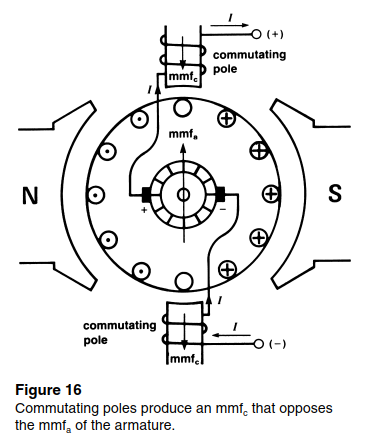 I
(+)
commutating
pole
mmfc
I
mmfa
N
S
+
−
I
commutating
pole
I
(−)
mmfc
Figure 16
Commutating poles produce an mmfc that opposes
the mmfa of the armature.